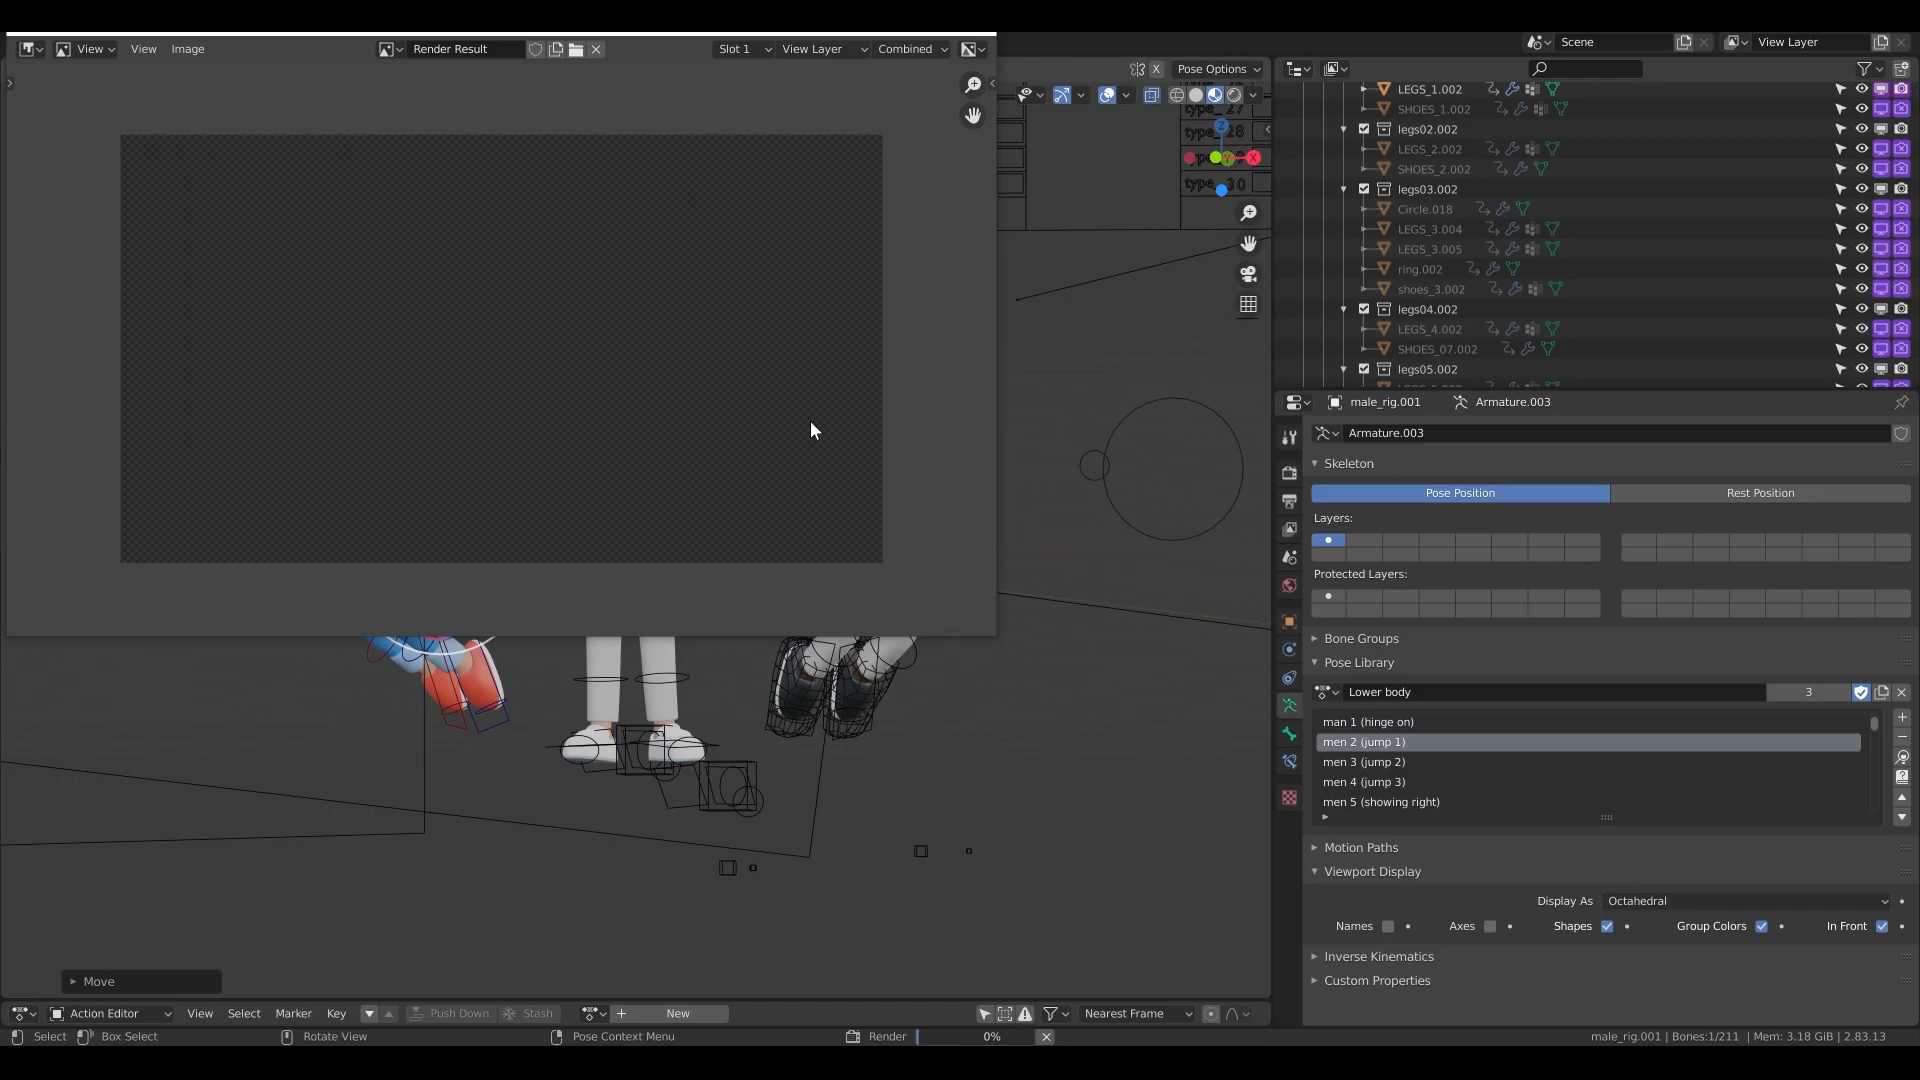 View View Image Render Result Slot 1 View Layer Combined
Scene View Layer
X Pose Options
LEGS_1.002
SHOES_1.002
legs02.002
type_28
LEGS_2.002
X
SHOES_2.002
type_30
legs03.002
Circle.018
LEGS_3.004
LEGS_3.005
ring.002
shoes_3.002
legs04.002
LEGS_4.002
SHOES_07.002
legs05.002
male_rig.001 Armature.003
Armature.003
Skeleton
Pose Position Rest Position
Layers:
Protected Layers:
Bone Groups
Pose Library
Lower body 3
man 1 (hinge on)
men 2 (jump 1)
men 3 (jump 2)
men 4 (jump 3)
men 5 (showing right)
Motion Paths
Viewport Display
Display As Octahedral
Names Axes Shapes Group Colors In Front
Inverse Kinematics
Custom Properties
Move
Action Editor View Select Marker Key Push Down Stash New Nearest Frame
Select Box Select Rotate View Pose Context Menu Render 0% male_rig.001 | Bones:1/211 | Mem: 3.18 GiB | 2.83.13